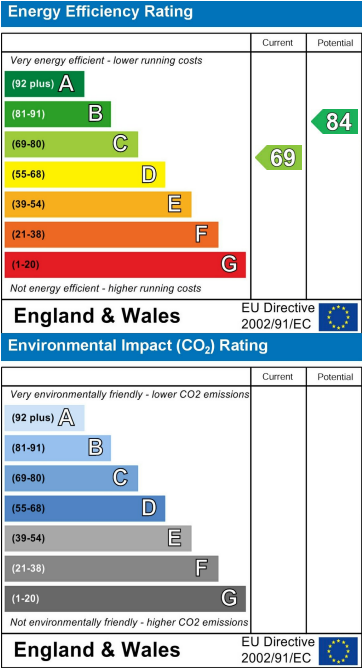 Energy Efficiency Rating
Current Potential
Very energy efficient - lower running costs
(92 plus) A
(81-91) B
84
(69-80) C
69
(55-68) D
(39-54) E
(21-38) F
(1-20) G
Not energy efficient - higher running costs
England & Wales
EU Directive
2002/91/EC
Environmental Impact (CO₂) Rating
Current Potential
Very environmentally friendly - lower CO2 emissions
(92 plus) A
(81-91) B
(69-80) C
(55-68) D
(39-54) E
(21-38) F
(1-20) G
Not environmentally friendly - higher CO2 emissions
England & Wales
EU Directive
2002/91/EC